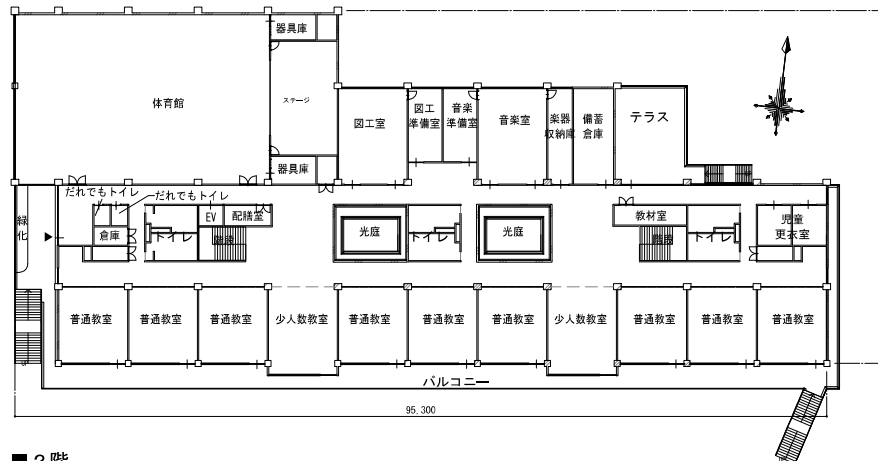 器具庫
体育館
ステージ
図工室
図工
準備室
音楽
準備室
音楽室
楽器
収納庫
備蓄
倉庫
テラス
器具庫
だれでもトイレ
だれでもトイレ
緑化
倉庫
トイレ
EV
配膳室
階段
光庭
トイレ
光庭
教材室
階段
トイレ
児童
更衣室
普通教室
普通教室
普通教室
少人数教室
普通教室
普通教室
普通教室
少人数教室
普通教室
普通教室
普通教室
バルコニー
95,300